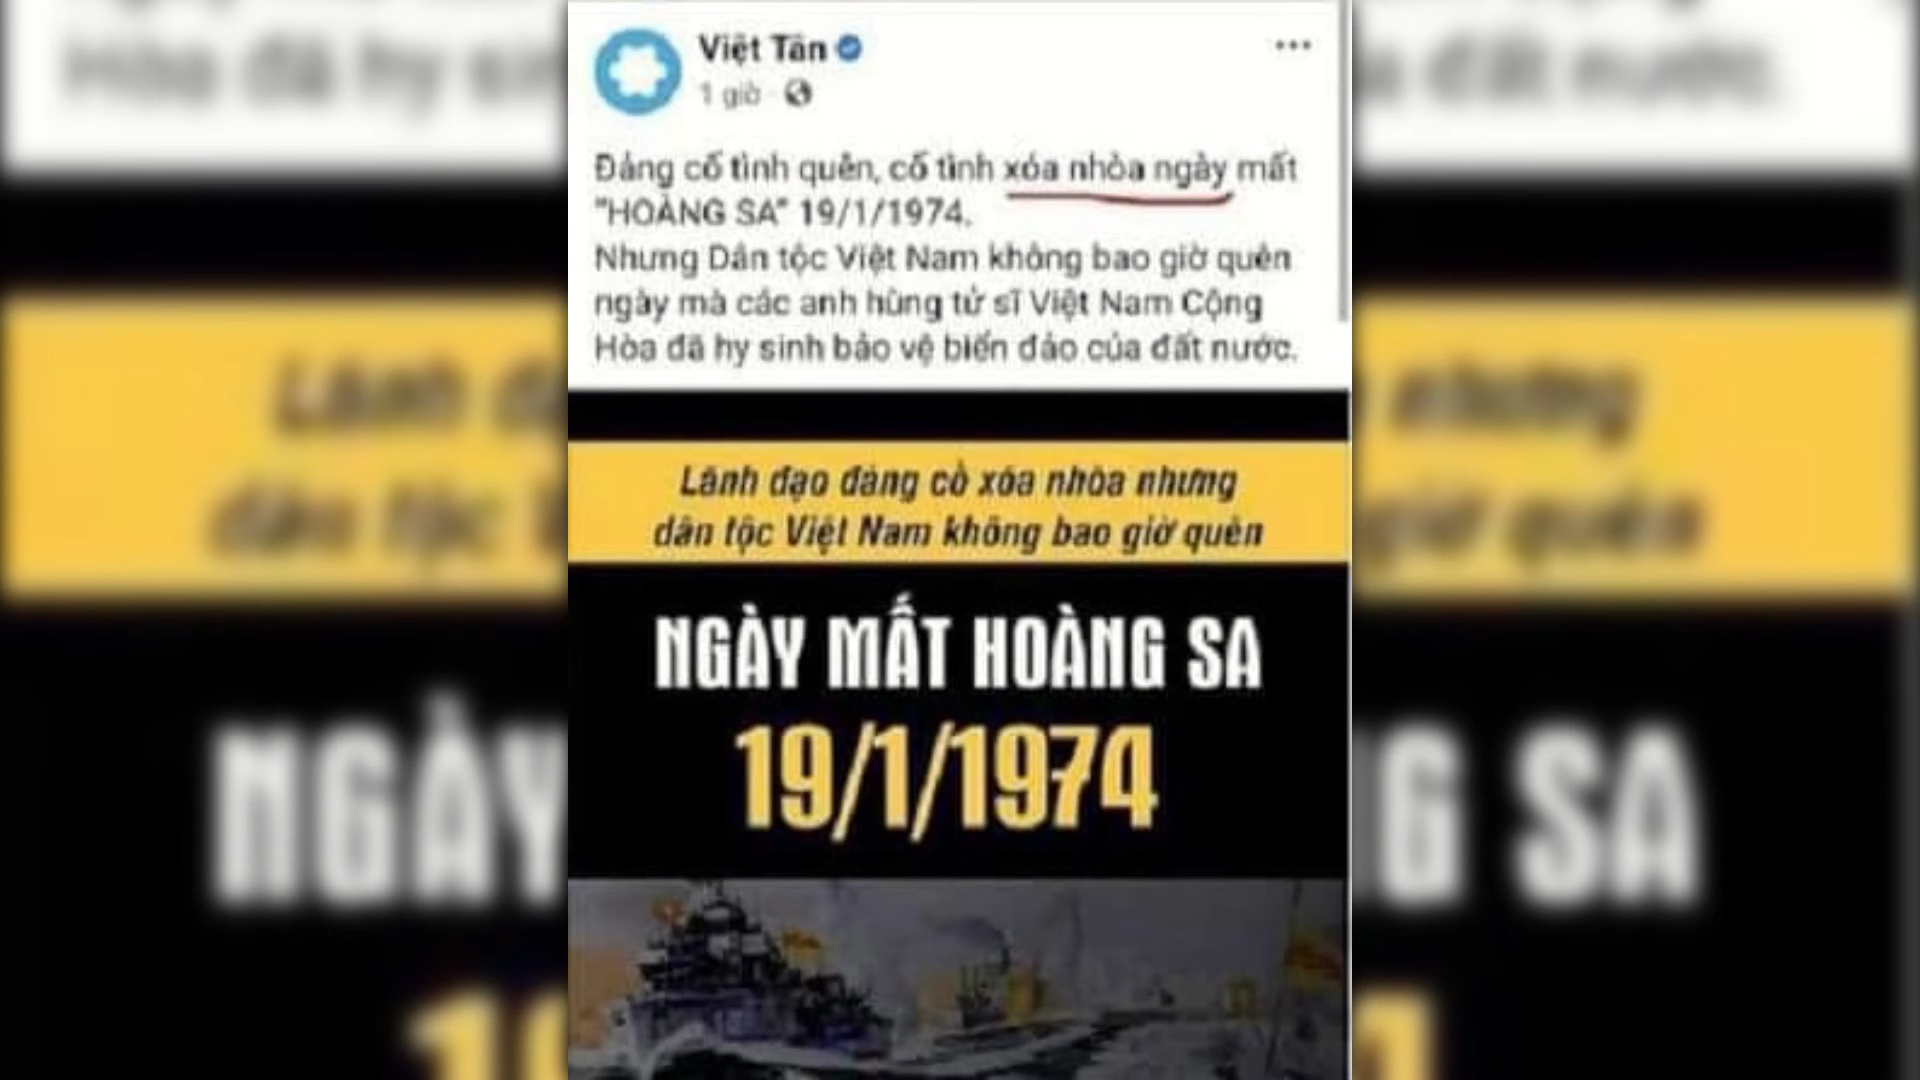 Việt Tân
1 giờ ·
Đảng cố tình quên, cố tình xóa nhòa ngày mất
"HOÀNG SA" 19/1/1974.
Nhưng Dân tộc Việt Nam không bao giờ quên
ngày mà các anh hùng tử sĩ Việt Nam Cộng
Hòa đã hy sinh bảo vệ biển đảo của đất nước.
Lãnh đạo đảng cố xóa nhòa nhưng
dân tộc Việt Nam không bao giờ quên
NGÀY MẤT HOÀNG SA
19/1/1974